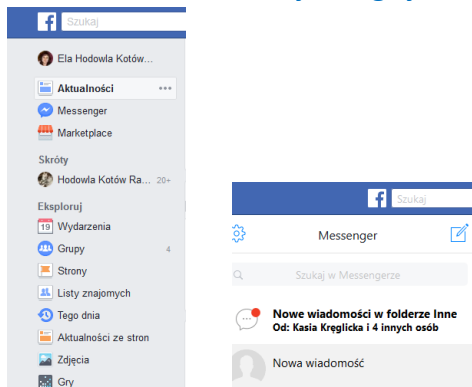 Szukaj
Ela Hodowla Kotów...
Aktualności
Messenger
Marketplace
Skróty
Hodowla Kotów Ra... 20+
Eksploruj
19 Wydarzenia
Grupy 4
Strony
Listy znajomych
Tego dnia
Aktualności ze stron
Zdjęcia
Gry
Szukaj
Messenger
Szukaj w Messengerze
Nowe wiadomości w folderze Inne
Od: Kasia Kręglicka i 4 innych osób
Nowa wiadomość